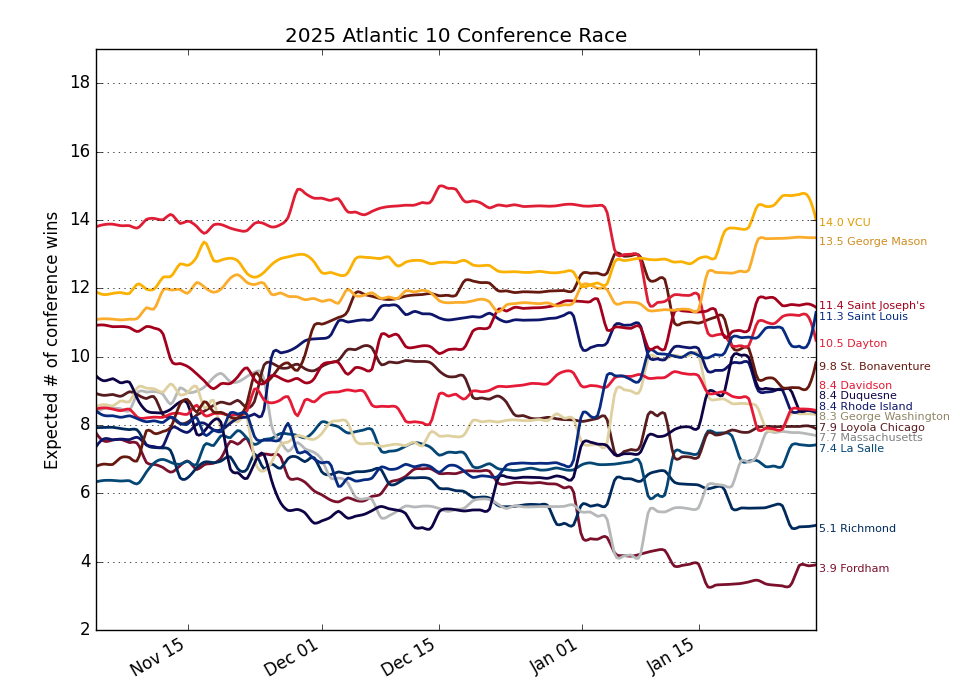 2025 Atlantic 10 Conference Race
Expected # of conference wins
18
16
14
12
10
8
6
4
2
Nov 15
Dec 01
Dec 15
Jan 01
Jan 15
14.0 VCU
13.5 George Mason
11.4 Saint Joseph's
11.3 Saint Louis
10.5 Dayton
9.8 St. Bonaventure
8.4 Davidson
8.4 Duquesne
8.4 Rhode Island
8.3 George Washington
7.9 Loyola Chicago
7.7 Massachusetts
7.4 La Salle
5.1 Richmond
3.9 Fordham